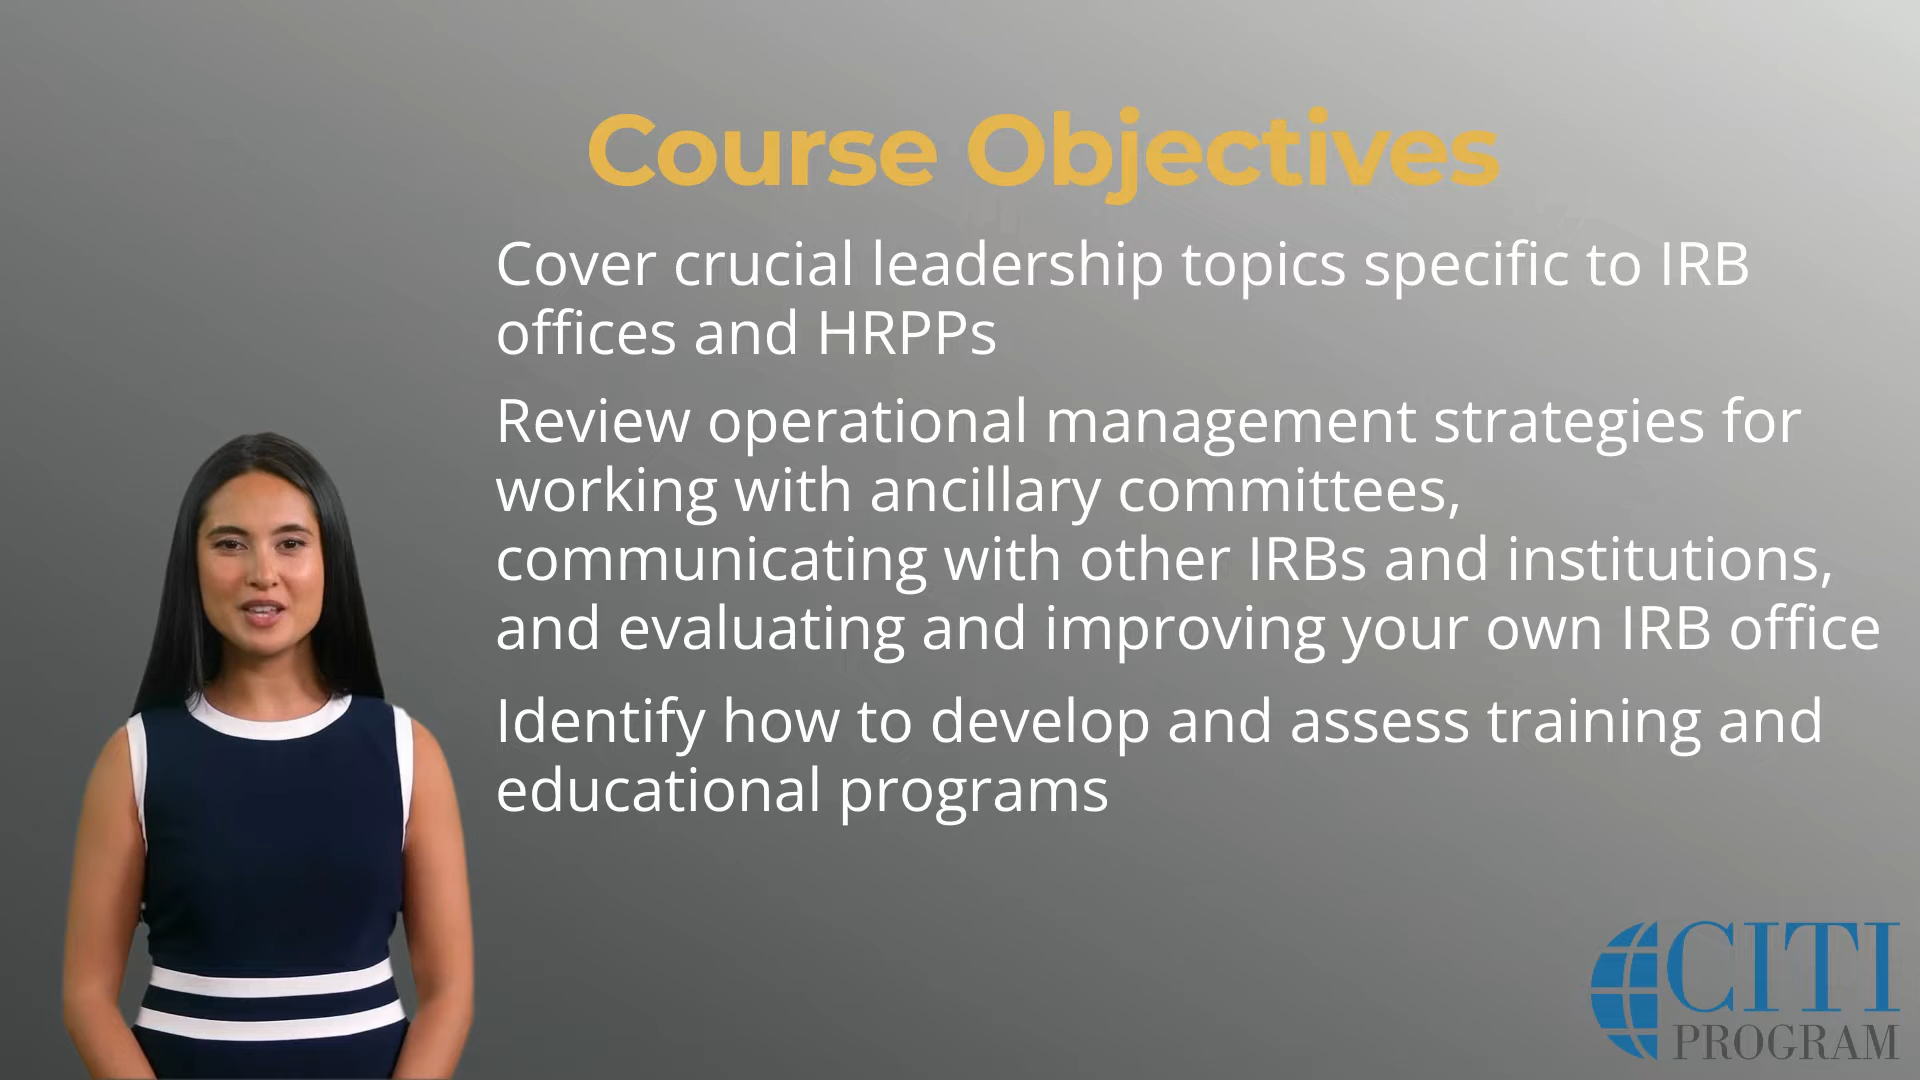 Course Objectives
Cover crucial leadership topics specific to IRB
offices and HRPPs
Review operational management strategies for
working with ancillary committees,
communicating with other IRBs and institutions,
and evaluating and improving your own IRB office
Identify how to develop and assess training and
educational programs
CITI
PROGRAM